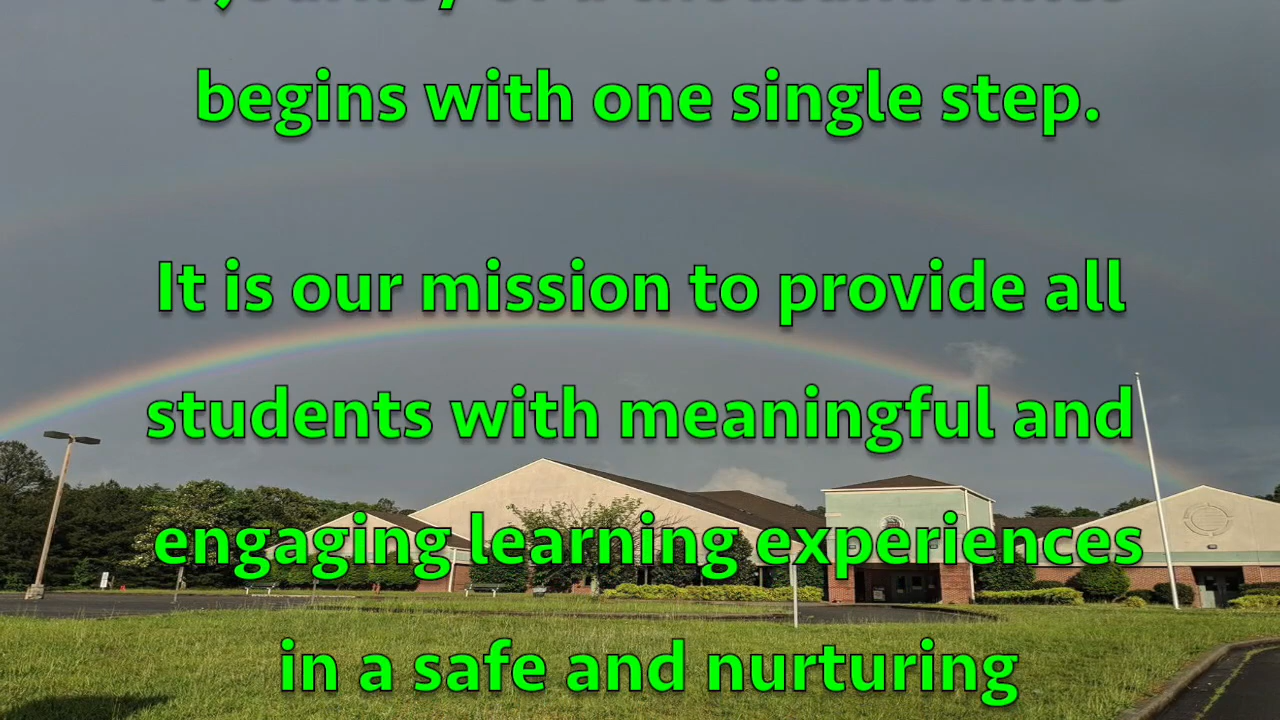 begins with one single step.
It is our mission to provide all
students with meaningful and
engaging learning experiences
in a safe and nurturing